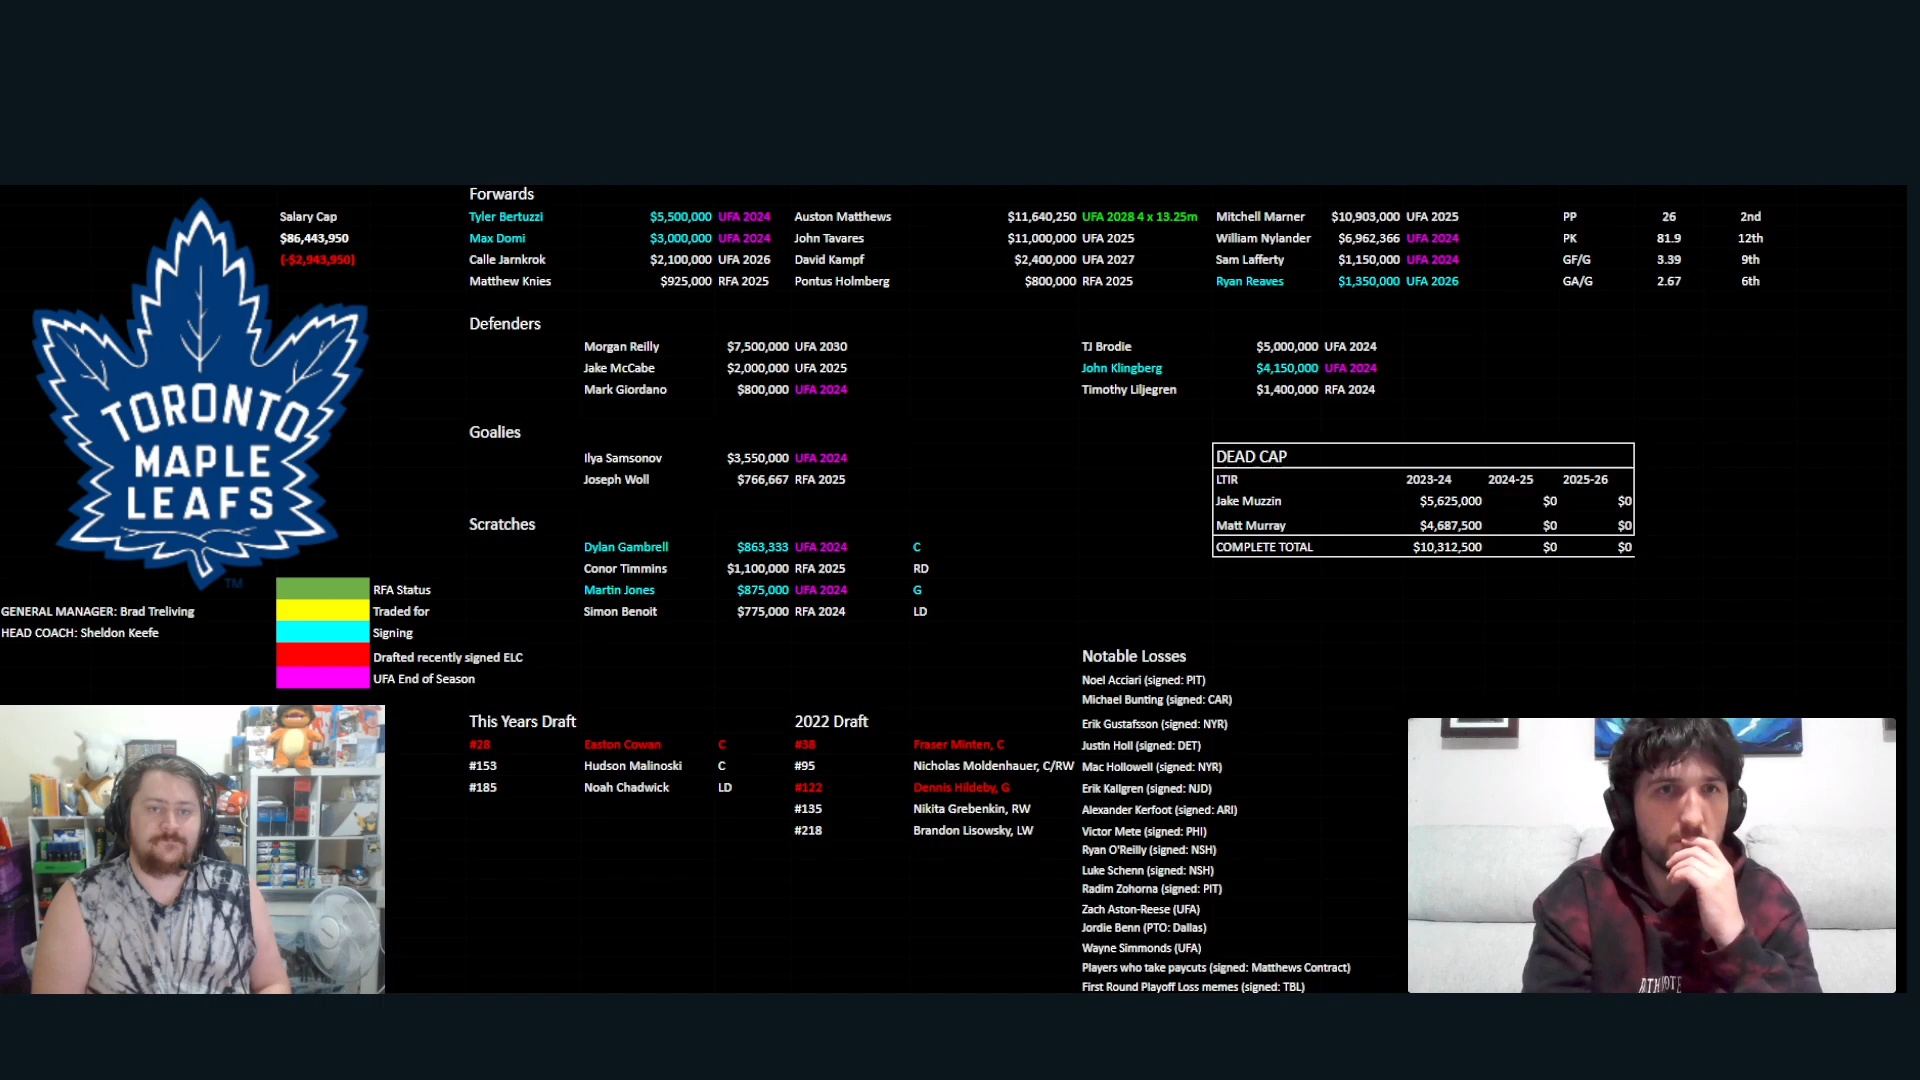 TORONTO
MAPLE
LEAFS
TM
Salary Cap
$86,443,950
(-$2,943,950)
GENERAL MANAGER: Brad Treliving
HEAD COACH: Sheldon Keefe
RFA Status
Traded for
Signing
Drafted recently signed ELC
UFA End of Season
Forwards
Tyler Bertuzzi $5,500,000 UFA 2024 Auston Matthews $11,640,250 UFA 2028 4 x 13.25m Mitchell Marner $10,903,000 UFA 2025 PP 26 2nd
Max Domi $3,000,000 UFA 2024 John Tavares $11,000,000 UFA 2025 William Nylander $6,962,366 UFA 2024 PK 81.9 12th
Calle Jarnkrok $2,100,000 UFA 2026 David Kampf $2,400,000 UFA 2027 Sam Lafferty $1,150,000 UFA 2024 GF/G 3.39 9th
Matthew Knies $925,000 RFA 2025 Pontus Holmberg $800,000 RFA 2025 Ryan Reaves $1,350,000 UFA 2026 GA/G 2.67 6th
Defenders
Morgan Reilly $7,500,000 UFA 2030 TJ Brodie $5,000,000 UFA 2024
Jake McCabe $2,000,000 UFA 2025 John Klingberg $4,150,000 UFA 2024
Mark Giordano $800,000 UFA 2024 Timothy Liljegren $1,400,000 RFA 2024
Goalies
Ilya Samsonov $3,550,000 UFA 2024
Joseph Woll $766,667 RFA 2025
DEAD CAP
LTIR 2023-24 2024-25 2025-26
Jake Muzzin $5,625,000 $0 $0
Matt Murray $4,687,500 $0 $0
COMPLETE TOTAL $10,312,500 $0 $0
Scratches
Dylan Gambrell $863,333 UFA 2024 C
Conor Timmins $1,100,000 RFA 2025 RD
Martin Jones $875,000 UFA 2024 G
Simon Benoit $775,000 RFA 2024 LD
This Years Draft
#28 Easton Cowan C
#153 Hudson Malinoski C
#185 Noah Chadwick LD
2022 Draft
#38 Fraser Minten, C
#95 Nicholas Moldenhauer, C/RW
#122 Dennis Hildeby, G
#135 Nikita Grebenkin, RW
#218 Brandon Lisowsky, LW
Notable Losses
Noel Acciari (signed: PIT)
Michael Bunting (signed: CAR)
Erik Gustafsson (signed: NYR)
Justin Holl (signed: DET)
Mac Hollowell (signed: NYR)
Erik Kallgren (signed: NJD)
Alexander Kerfoot (signed: ARI)
Victor Mete (signed: PHI)
Ryan O'Reilly (signed: NSH)
Luke Schenn (signed: NSH)
Radim Zohorna (signed: PIT)
Zach Aston-Reese (UFA)
Jordie Benn (PTO: Dallas)
Wayne Simmonds (UFA)
Players who take paycuts (signed: Matthews Contract)
First Round Playoff Loss memes (signed: TBL)